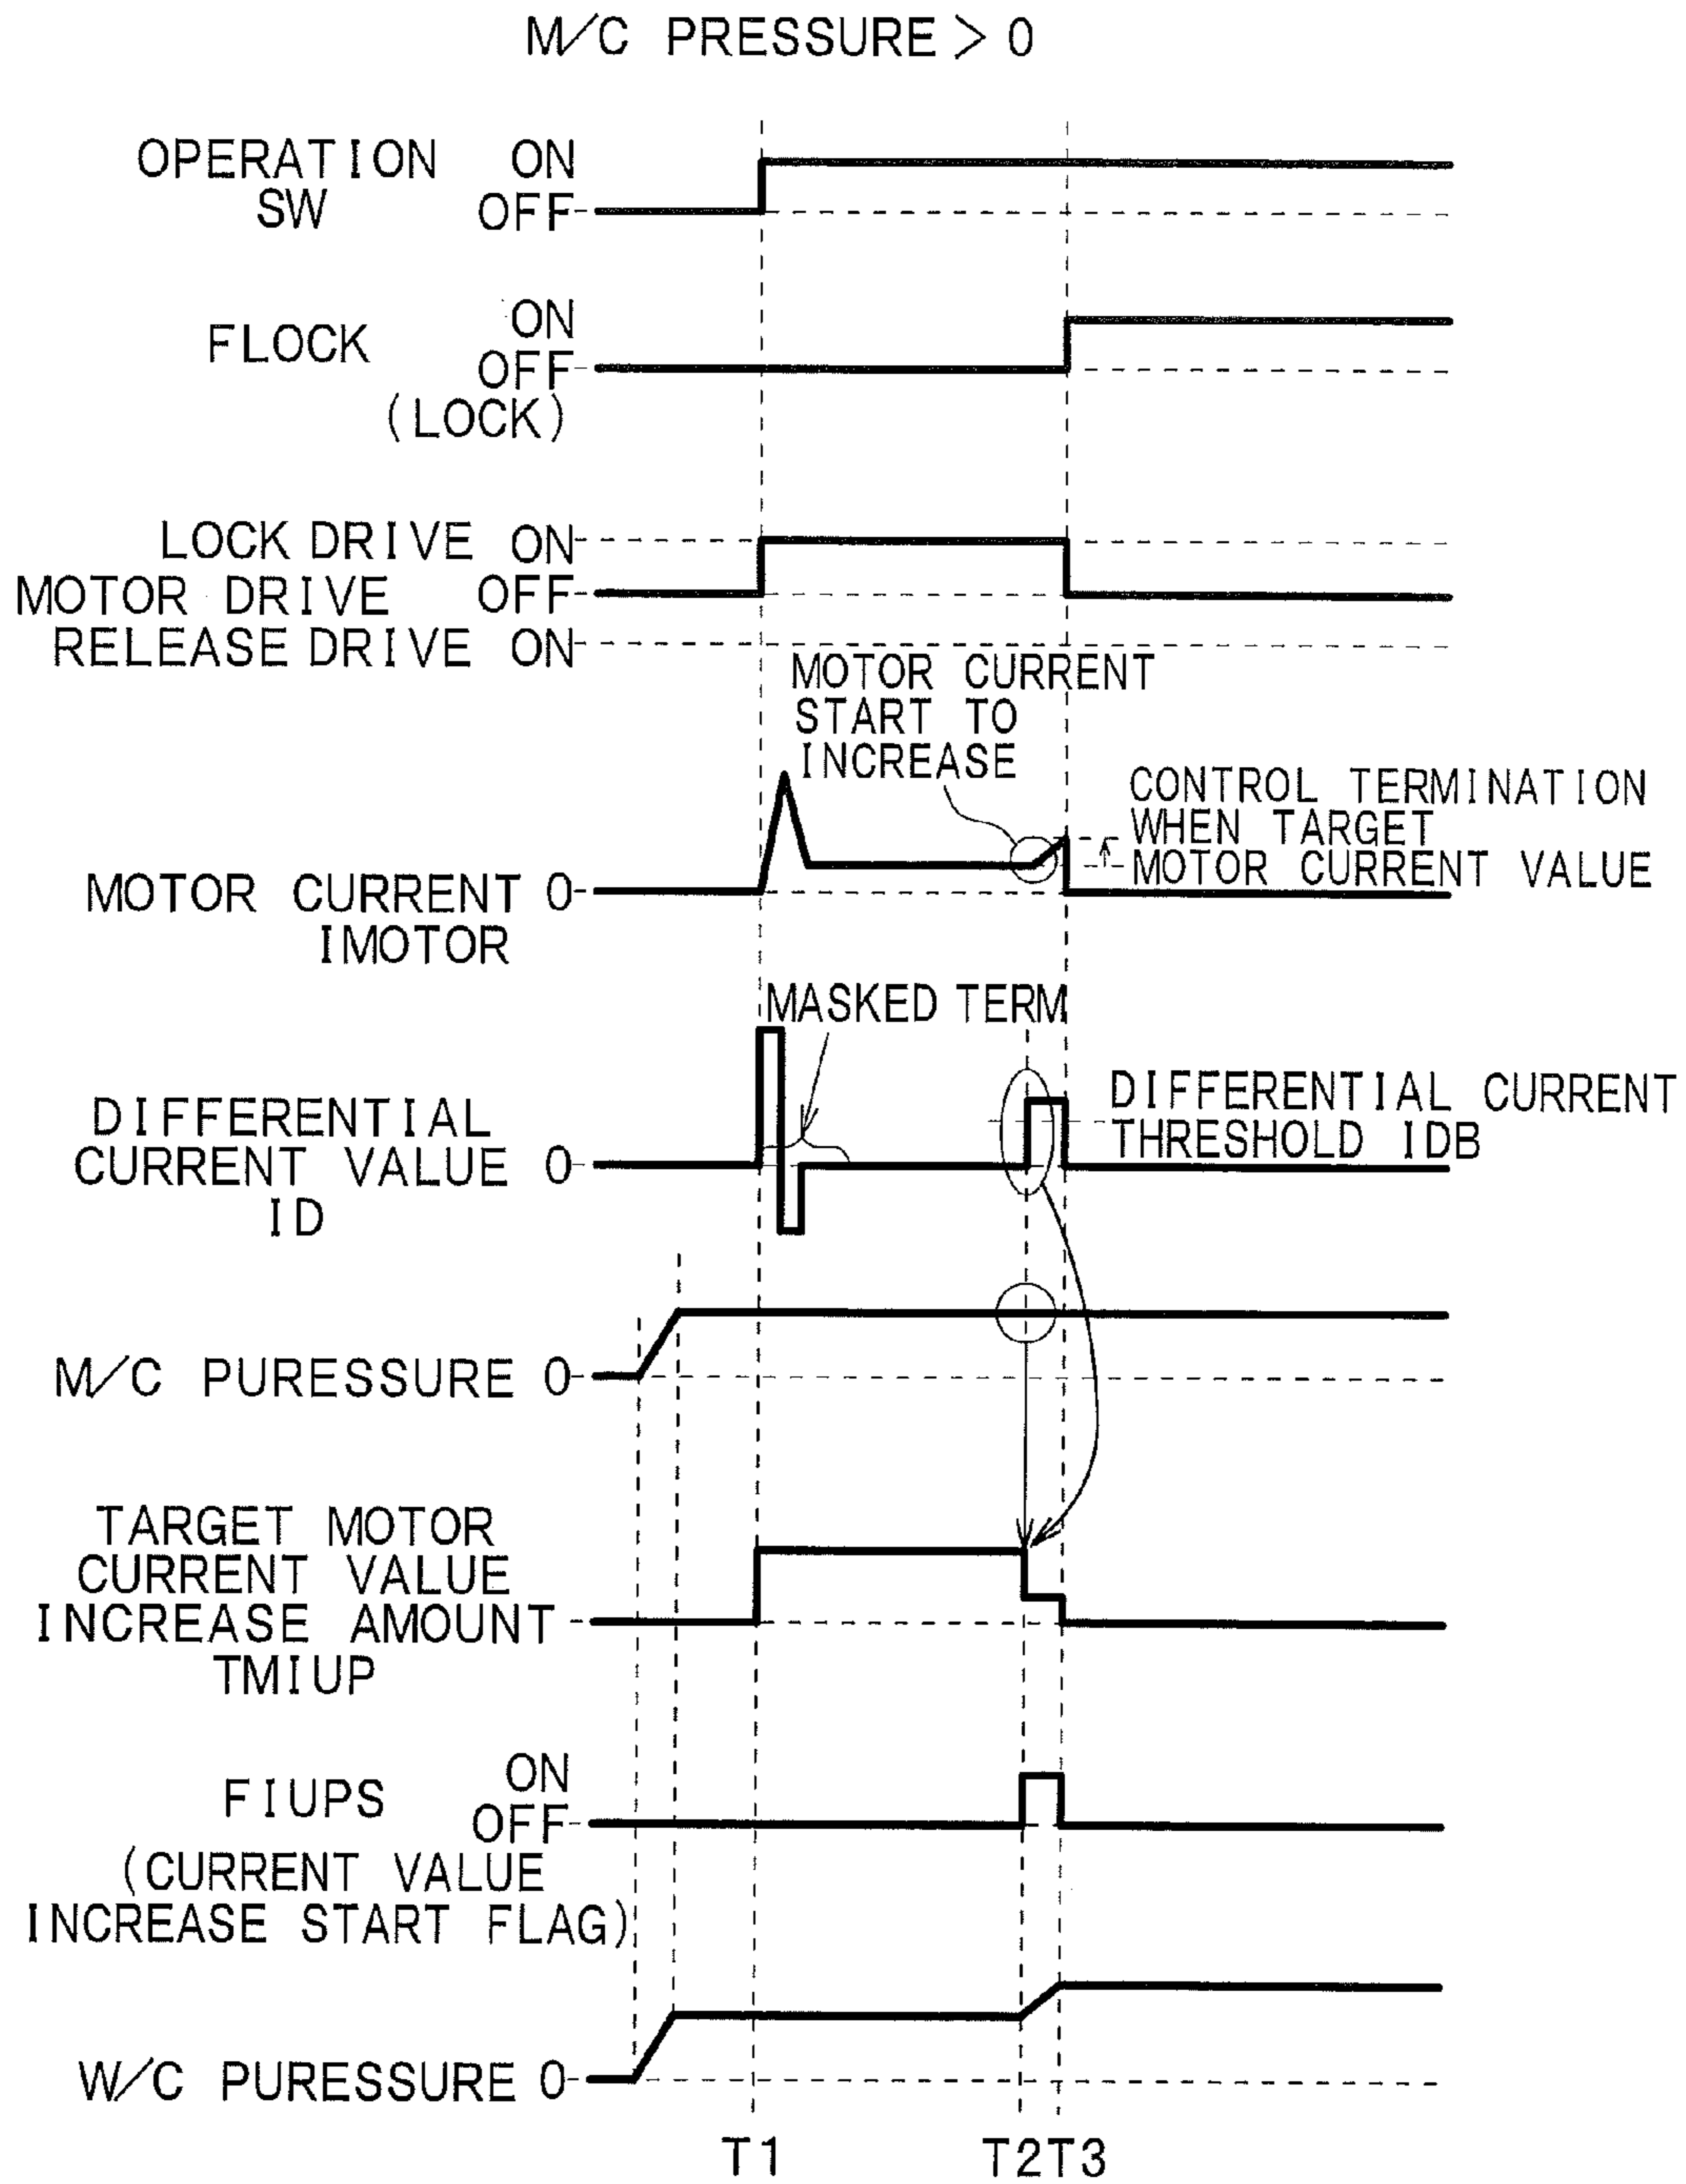 M/C PRESSURE > 0
OPERATION ON
SW OFF
ON
FLOCK
OFF
(LOCK)
LOCK DRIVE ON
MOTOR DRIVE OFF
RELEASE DRIVE ON
MOTOR CURRENT
START TO
INCREASE
CONTROL TERMINATION
WHEN TARGET
MOTOR CURRENT VALUE
MOTOR CURRENT 0
IMOTOR
MASKED TERM
DIFFERENTIAL CURRENT
THRESHOLD IDB
DIFFERENTIAL
CURRENT VALUE 0
ID
M/C PURESSURE 0
TARGET MOTOR
CURRENT VALUE
INCREASE AMOUNT
TMIUP
ON
FIUPS
OFF
(CURRENT VALUE
INCREASE START FLAG)
W/C PURESSURE 0
T1 T2 T3